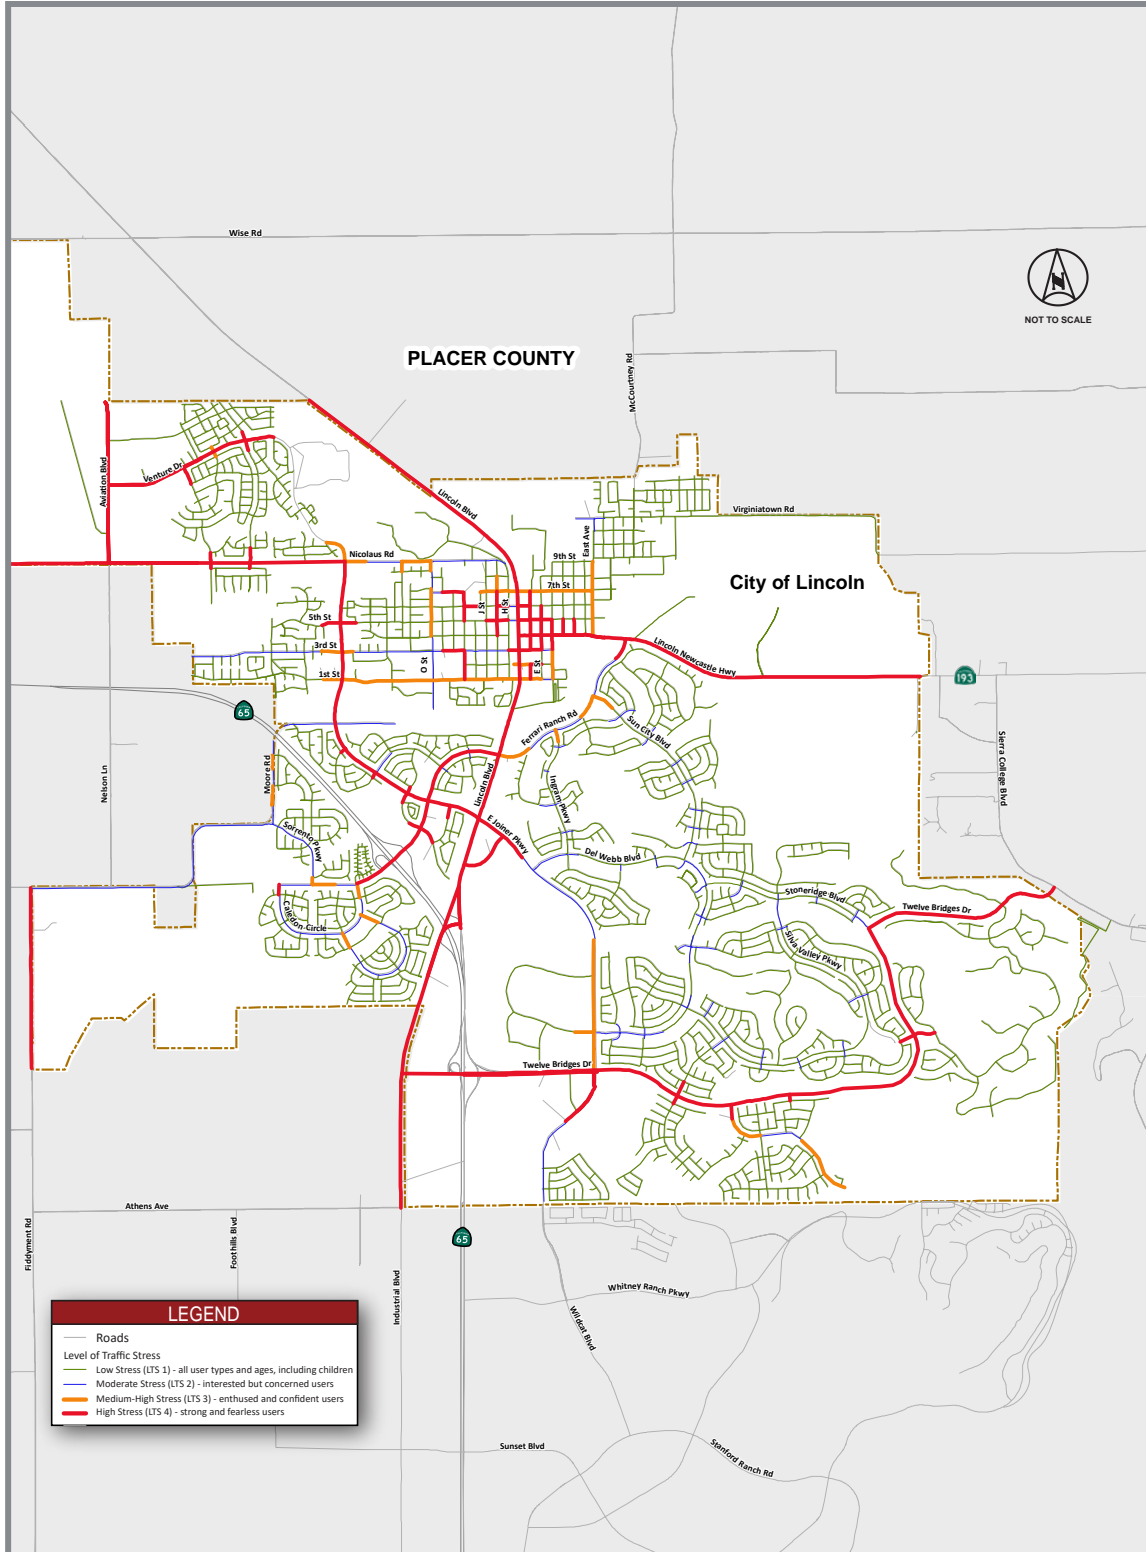 Wise Rd
N
NOT TO SCALE
PLACER COUNTY
McCourtney Rd
Aviation Blvd
Venture Dr
Lincoln Blvd
Virginiatown Rd
East Ave
Nicolaus Rd
9th St
7th St
City of Lincoln
J St
H St
5th St
3rd St
O St
E St
1st St
Lincoln Newcastle Hwy
193
65
Ferrari Ranch Rd
Sun City Blvd
Sierra College Blvd
Nelson Ln
Moore Rd
Lincoln Blvd
Ingram Pkwy
E Joiner Pkwy
Sorrento Pkwy
Del Webb Blvd
Stoneridge Blvd
Twelve Bridges Dr
Caledon Circle
Silva Valley Pkwy
Twelve Bridges Dr
Athens Ave
Fiddyment Rd
Foothills Blvd
65
Industrial Blvd
Whitney Ranch Pkwy
Wildcat Blvd
LEGEND
Roads
Level of Traffic Stress
Low Stress (LTS 1) - all user types and ages, including children
Moderate Stress (LTS 2) - interested but concerned users
Medium-High Stress (LTS 3) - enthused and confident users
High Stress (LTS 4) - strong and fearless users
Sunset Blvd
Stanford Ranch Rd